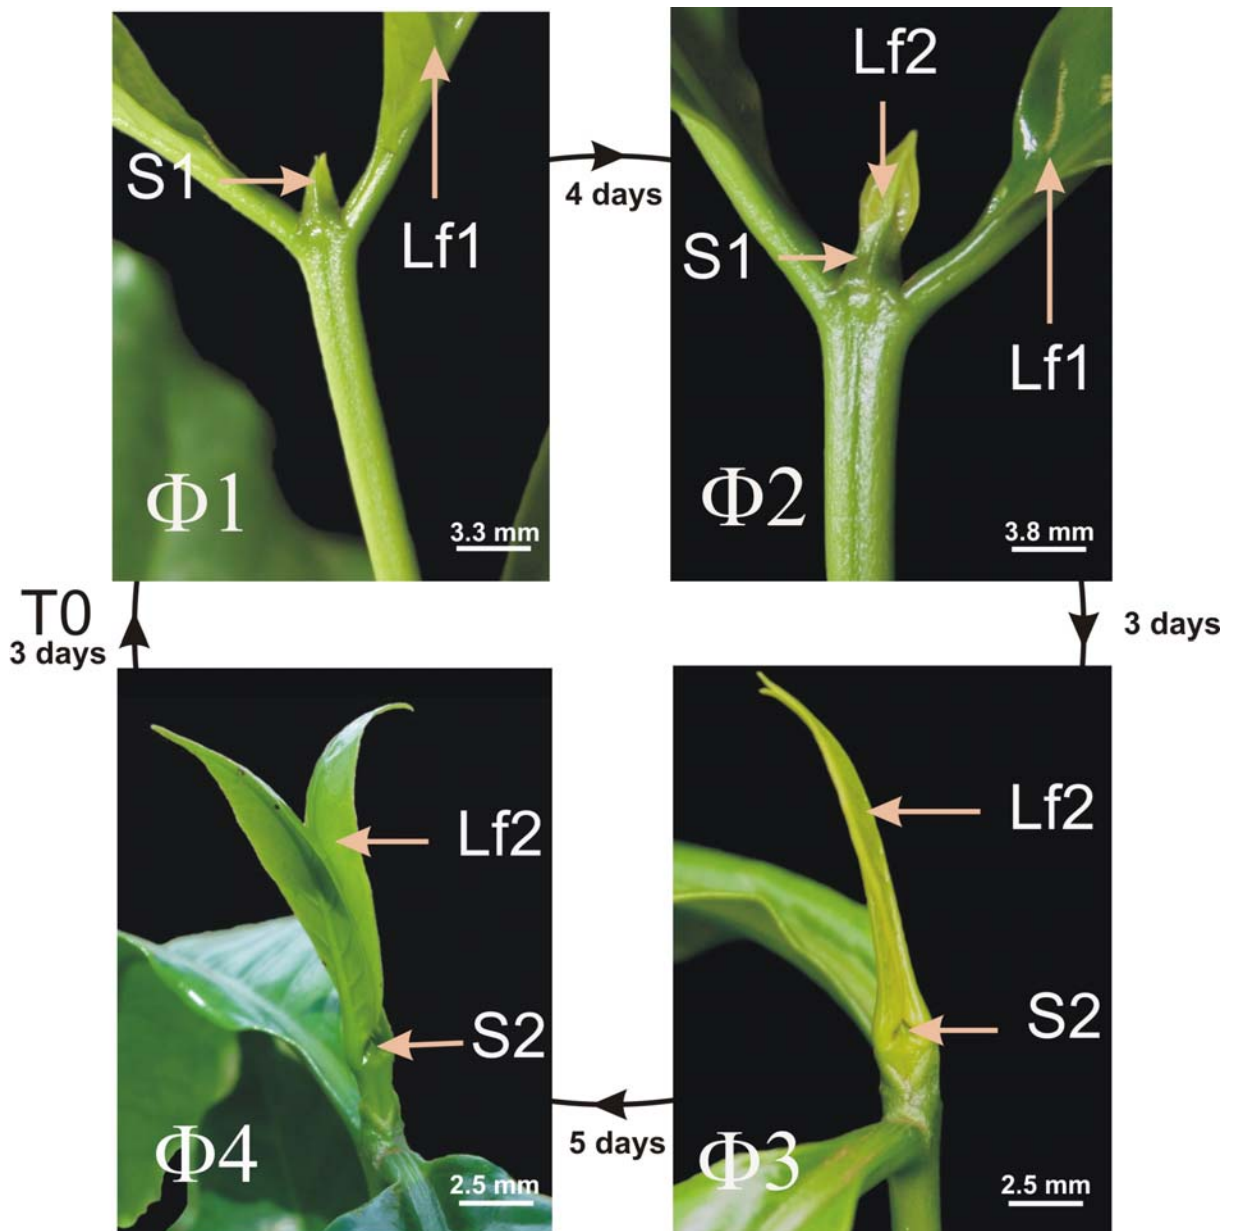 S1
Lf1
Φ1
3.3 mm
4 days
Lf2
S1
Lf1
Φ2
3.8 mm
T0
3 days
3 days
Lf2
S2
Φ4
2.5 mm
5 days
Lf2
S2
Φ3
2.5 mm